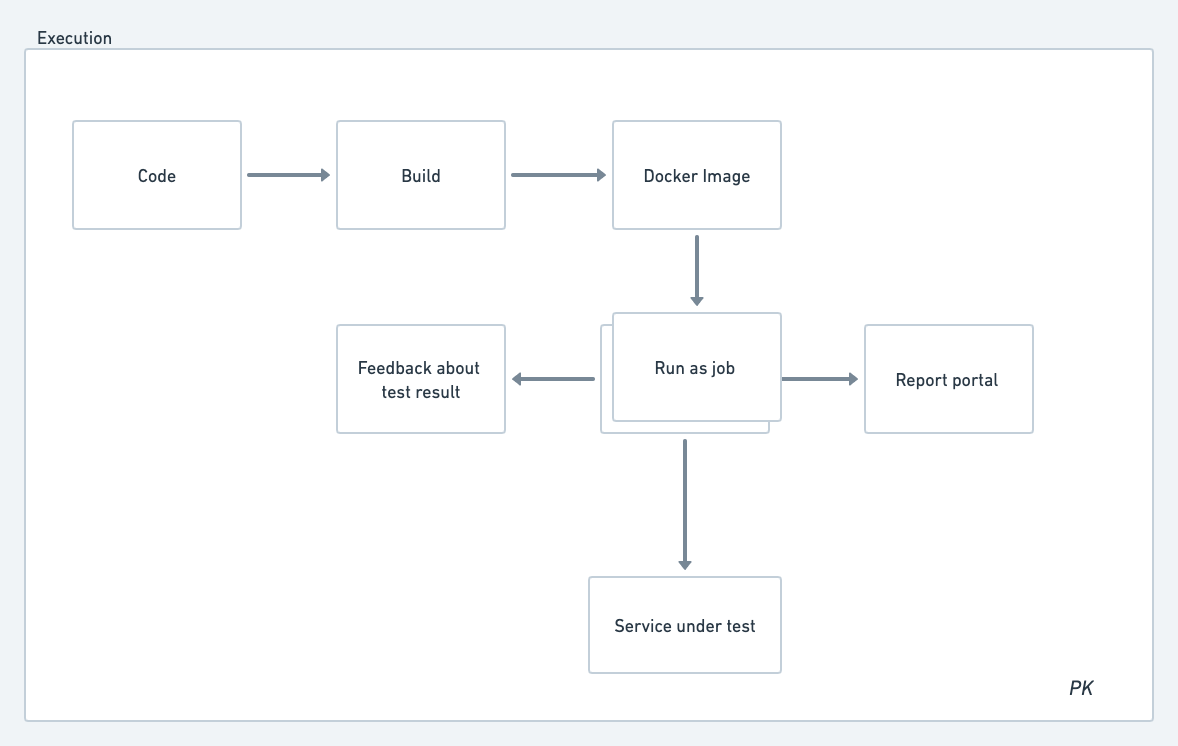 Execution
Code
Build
Docker Image
Feedback about
test result
Run as job
Report portal
Service under test
PK